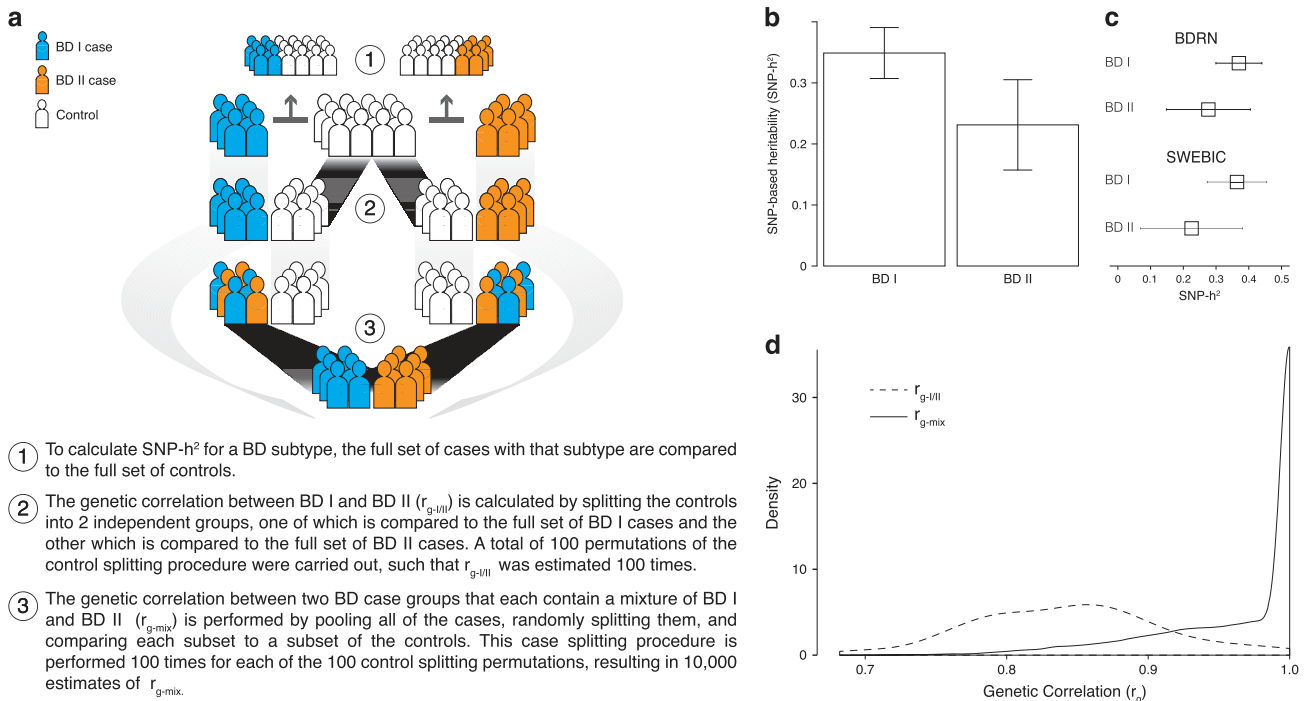 a
BD I case
BD II case
Control
1
2
3
1 To calculate SNP-h² for a BD subtype, the full set of cases with that subtype are compared
to the full set of controls.
2 The genetic correlation between BD I and BD II (rg-I/II) is calculated by splitting the controls
into 2 independent groups, one of which is compared to the full set of BD I cases and the
other which is compared to the full set of BD II cases. A total of 100 permutations of the
control splitting procedure were carried out, such that rg-I/II was estimated 100 times.
3 The genetic correlation between two BD case groups that each contain a mixture of BD I
and BD II (rg-mix) is performed by pooling all of the cases, randomly splitting them, and
comparing each subset to a subset of the controls. This case splitting procedure is
performed 100 times for each of the 100 control splitting permutations, resulting in 10,000
estimates of rg-mix.
b
SNP-based heritability (SNP-h²)
0.3
0.2
0.1
0
BD I
BD II
c
BDRN
BD I
BD II
SWEBIC
BD I
BD II
0 0.1 0.2 0.3 0.4 0.5
SNP-h²
d
rg-I/II
rg-mix
Density
30
20
10
0
0.7 0.8 0.9 1.0
Genetic Correlation (rg)